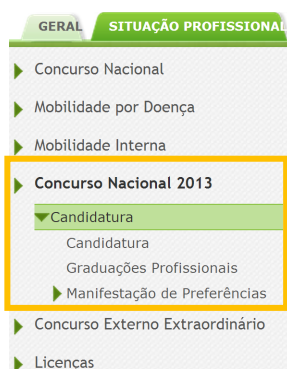 GERAL SITUAÇÃO PROFISSIONAL
Concurso Nacional
Mobilidade por Doença
Mobilidade Interna
Concurso Nacional 2013
Candidatura
Candidatura
Graduações Profissionais
Manifestação de Preferências
Concurso Externo Extraordinário
Licenças